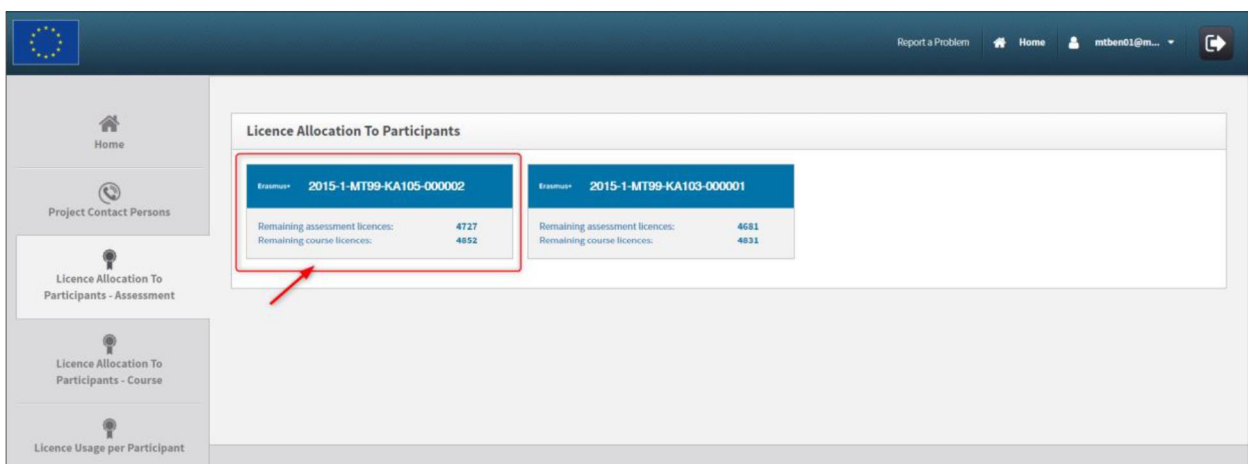 Report a Problem Home mtben01@m...
Home
Project Contact Persons
Licence Allocation To
Participants - Assessment
Licence Allocation To
Participants - Course
Licence Usage per Participant
Licence Allocation To Participants
Erasmus+ 2015-1-MT99-KA105-000002
Remaining assessment licences: 4727
Remaining course licences: 4852
Erasmus+ 2015-1-MT99-KA103-000001
Remaining assessment licences: 4681
Remaining course licences: 4831